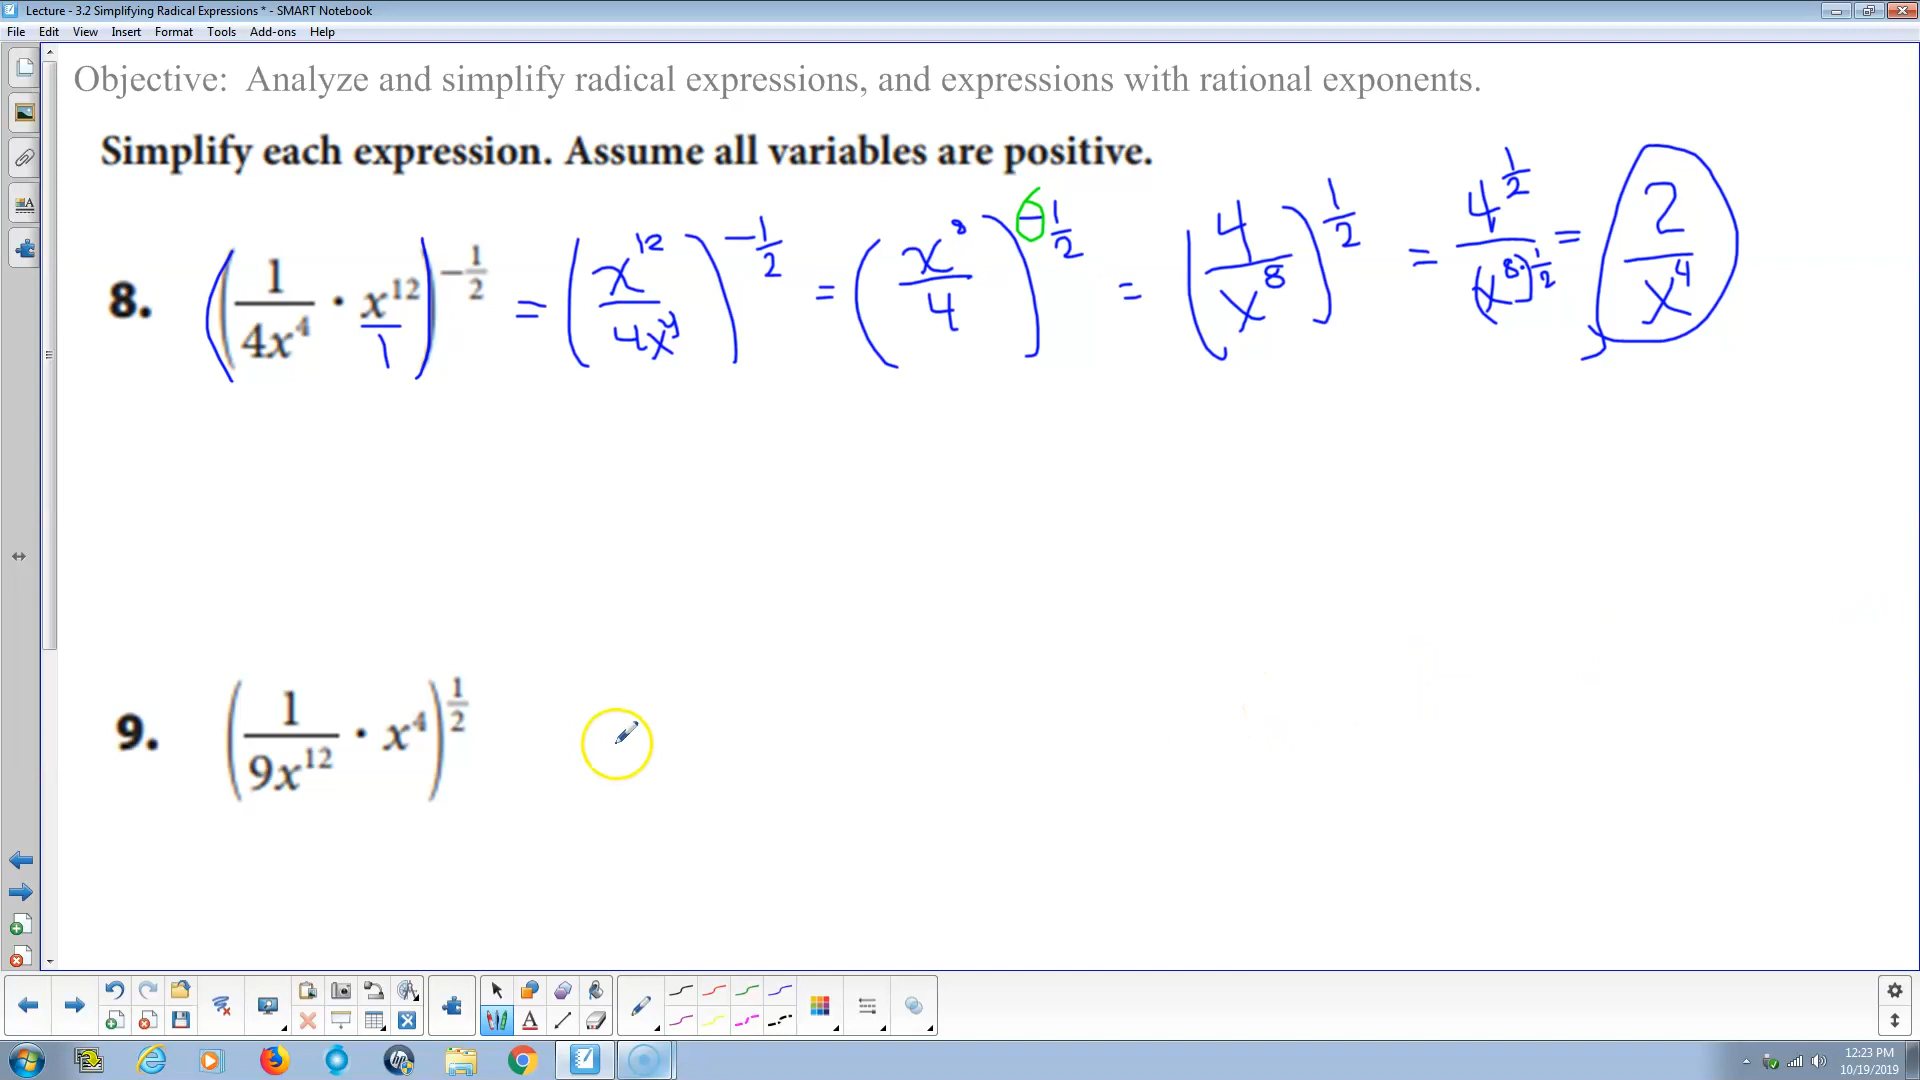 Lecture - 3.2 Simplifying Radical Expressions * - SMART Notebook
File Edit View Insert Format Tools Add-ons Help
Objective: Analyze and simplify radical expressions, and expressions with rational exponents.
Simplify each expression. Assume all variables are positive.
8. ((1/4x^4 · x^12/1))^-1/2 = (x^12/4x^4)^-1/2 = (x^8/4)^-1/2 = (4/x^8)^1/2 = 4^1/2/(x^8·)^1/2 = 2/x^4
9. (1/9x^12 · x^4)^1/2
12:23 PM
10/19/2019